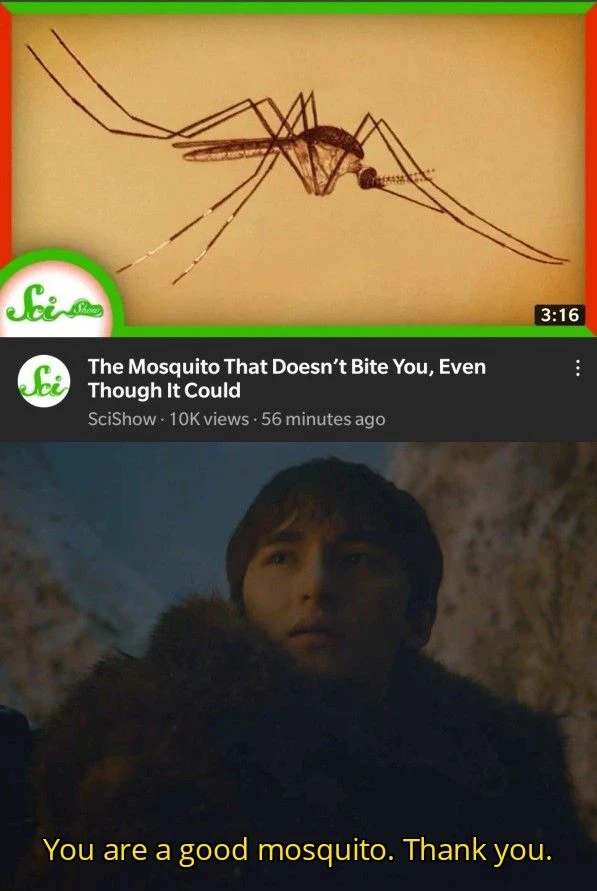 Sci Show
3:16
Sci
The Mosquito That Doesn't Bite You, Even
Though It Could
SciShow · 10K views · 56 minutes ago
You are a good mosquito. Thank you.